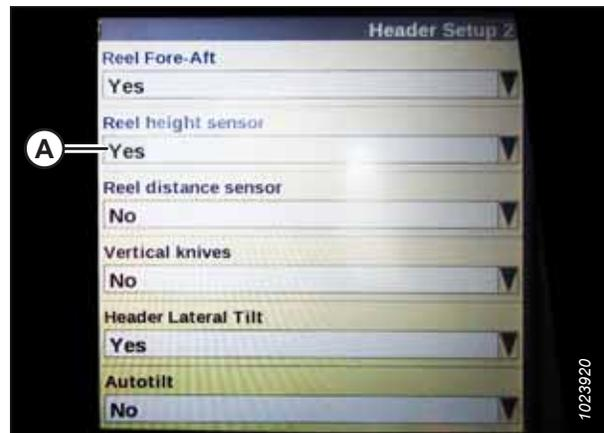 Header Setup 2
Reel Fore-Aft
Yes
Reel height sensor
A
Yes
Reel distance sensor
No
Vertical knives
No
Header Lateral Tilt
Yes
Autotilt
No
1023920